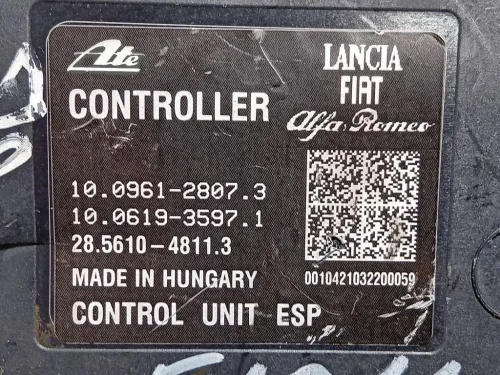 Ate
LANCIA
FIAT
Alfa Romeo
CONTROLLER
10.0961-2807.3
10.0619-3597.1
28.5610-4811.3
MADE IN HUNGARY
0010421032200059
CONTROL UNIT ESP